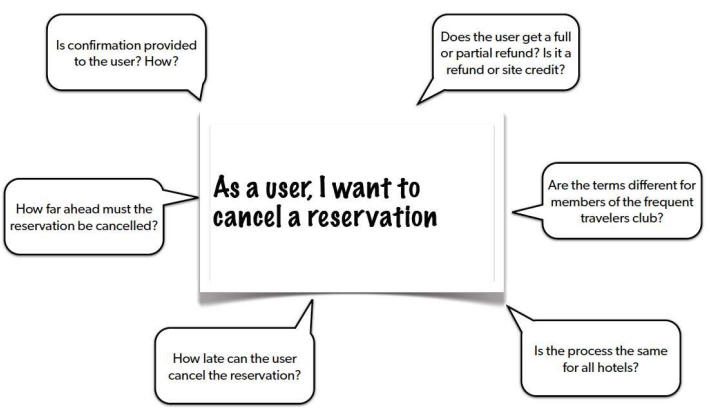 Is confirmation provided
to the user? How?
Does the user get a full
or partial refund? Is it a
refund or site credit?
As a user, I want to
cancel a reservation
How far ahead must the
reservation be cancelled?
Are the terms different for
members of the frequent
travelers club?
How late can the user
cancel the reservation?
Is the process the same
for all hotels?